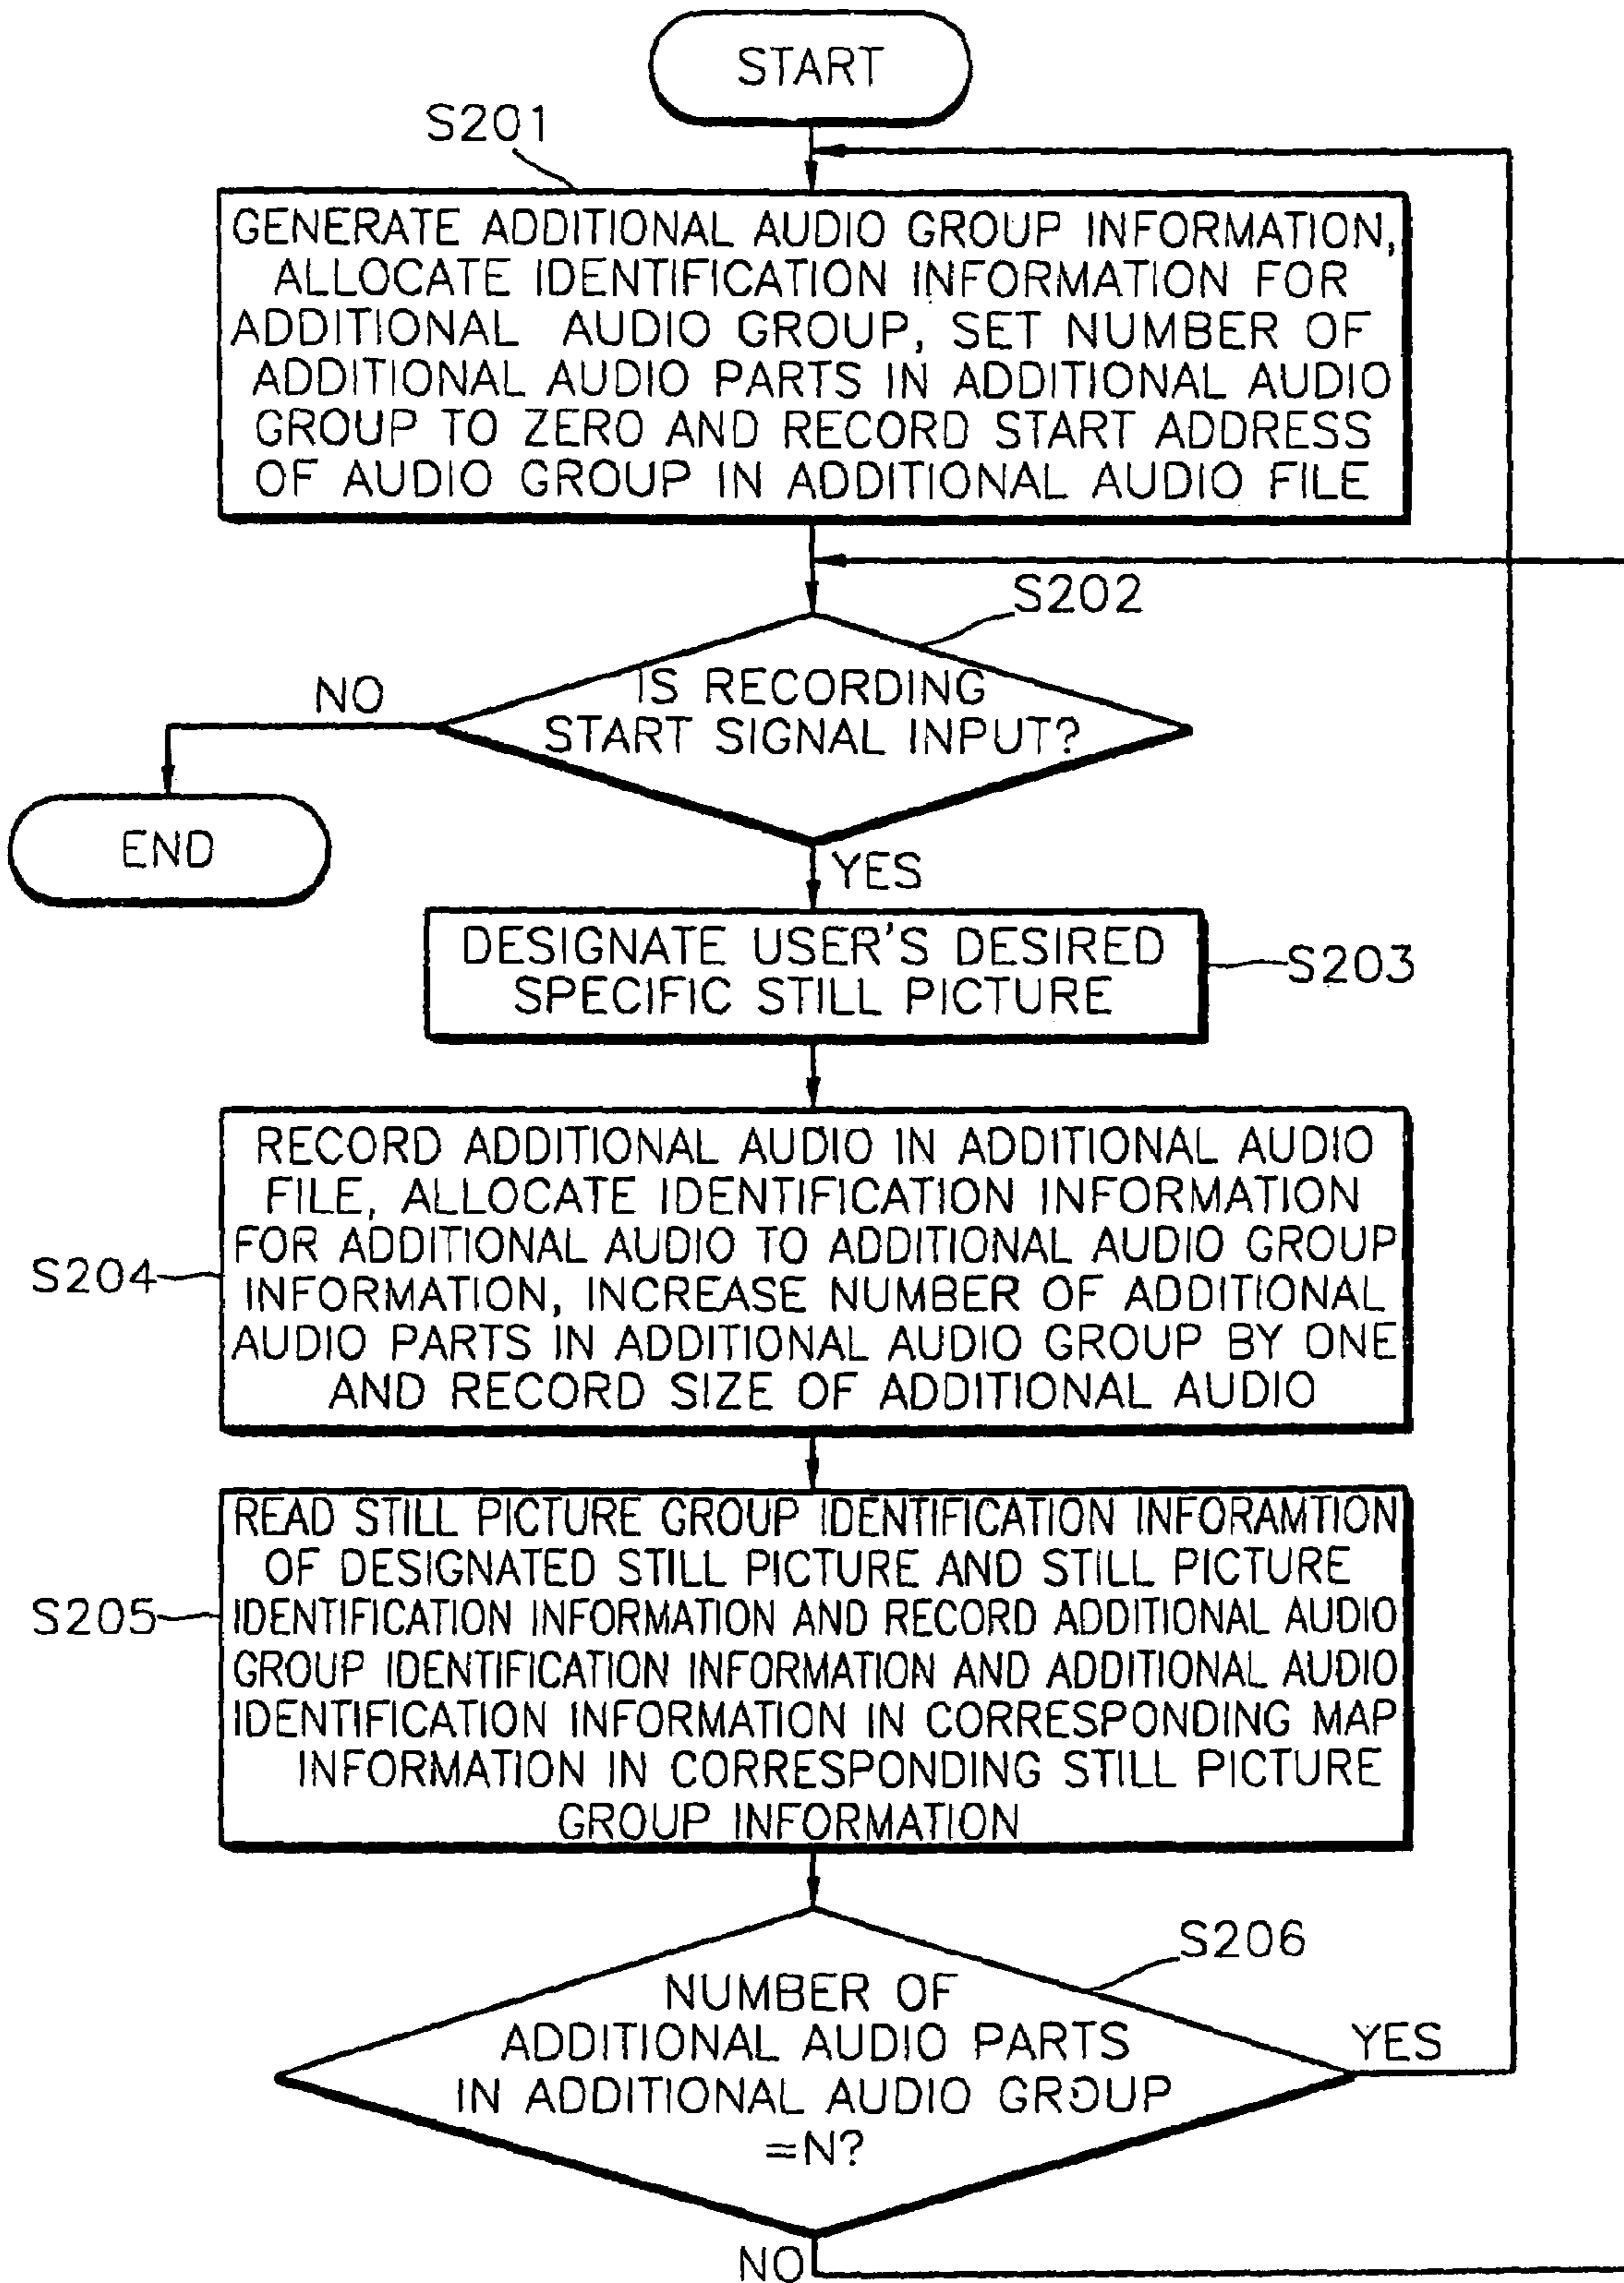 START
S201
GENERATE ADDITIONAL AUDIO GROUP INFORMATION,
ALLOCATE IDENTIFICATION INFORMATION FOR
ADDITIONAL AUDIO GROUP, SET NUMBER OF
ADDITIONAL AUDIO PARTS IN ADDITIONAL AUDIO
GROUP TO ZERO AND RECORD START ADDRESS
OF AUDIO GROUP IN ADDITIONAL AUDIO FILE
S202
IS RECORDING
START SIGNAL INPUT?
NO
END
YES
DESIGNATE USER'S DESIRED
SPECIFIC STILL PICTURE
S203
RECORD ADDITIONAL AUDIO IN ADDITIONAL AUDIO
FILE, ALLOCATE IDENTIFICATION INFORMATION
FOR ADDITIONAL AUDIO TO ADDITIONAL AUDIO GROUP
INFORMATION, INCREASE NUMBER OF ADDITIONAL
AUDIO PARTS IN ADDITIONAL AUDIO GROUP BY ONE
AND RECORD SIZE OF ADDITIONAL AUDIO
S204
READ STILL PICTURE GROUP IDENTIFICATION INFORAMTION
OF DESIGNATED STILL PICTURE AND STILL PICTURE
IDENTIFICATION INFORMATION AND RECORD ADDITIONAL AUDIO
GROUP IDENTIFICATION INFORMATION AND ADDITIONAL AUDIO
IDENTIFICATION INFORMATION IN CORRESPONDING MAP
INFORMATION IN CORRESPONDING STILL PICTURE
GROUP INFORMATION
S205
S206
NUMBER OF
ADDITIONAL AUDIO PARTS
IN ADDITIONAL AUDIO GROUP
=N?
YES
NO